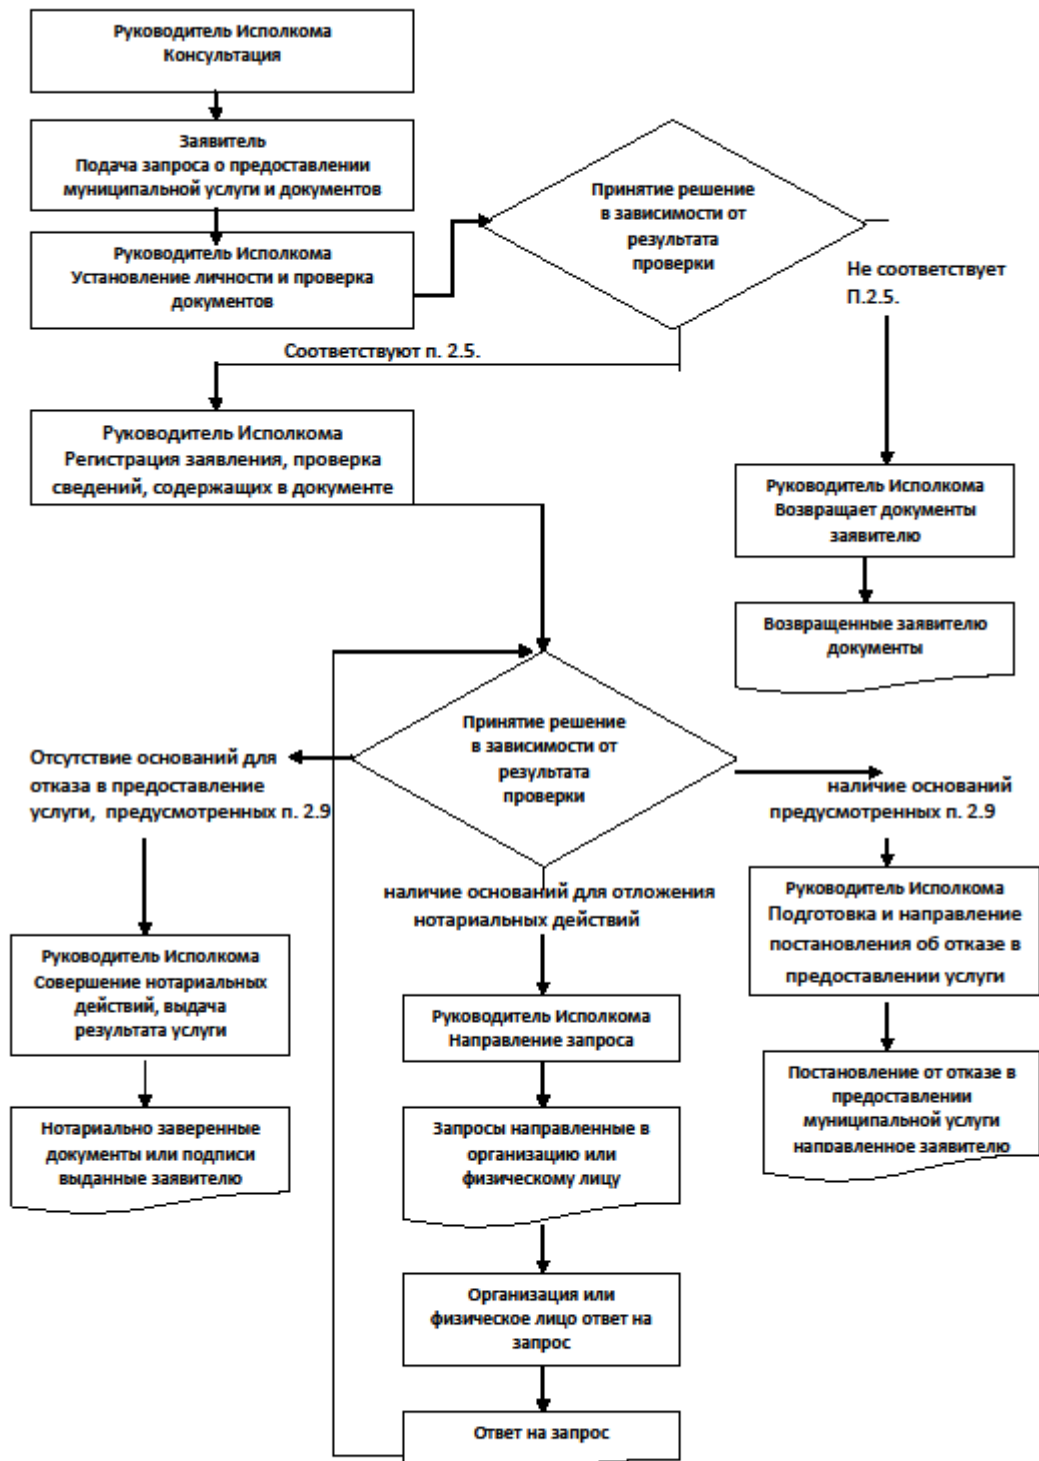 Руководитель Исполкома
Консультация
Заявитель
Подача запроса о предоставлении
муниципальной услуги и документов
Руководитель Исполкома
Установление личности и проверка
документов
Принятие решение
в зависимости от
результата
проверки
Не соответствует
П.2.5.
Соответствуют п. 2.5.
Руководитель Исполкома
Регистрация заявления, проверка
сведений, содержащих в документе
Руководитель Исполкома
Возвращает документы
заявителю
Возвращенные заявителю
документы
Принятие решение
в зависимости от
результата
проверки
Отсутствие оснований для
отказа в предоставление
услуги, предусмотренных п. 2.9
наличие оснований
предусмотренных п. 2.9
наличие оснований для отложения
нотариальных действий
Руководитель Исполкома
Подготовка и направление
постановления об отказе в
предоставлении услуги
Руководитель Исполкома
Совершение нотариальных
действий, выдача
результата услуги
Руководитель Исполкома
Направление запроса
Постановление от отказе в
предоставлении
муниципальной услуги
направленное заявителю
Нотариально заверенные
документы или подписи
выданные заявителю
Запросы направленные в
организацию или
физическому лицу
Организация или
физическое лицо ответ на
запрос
Ответ на запрос